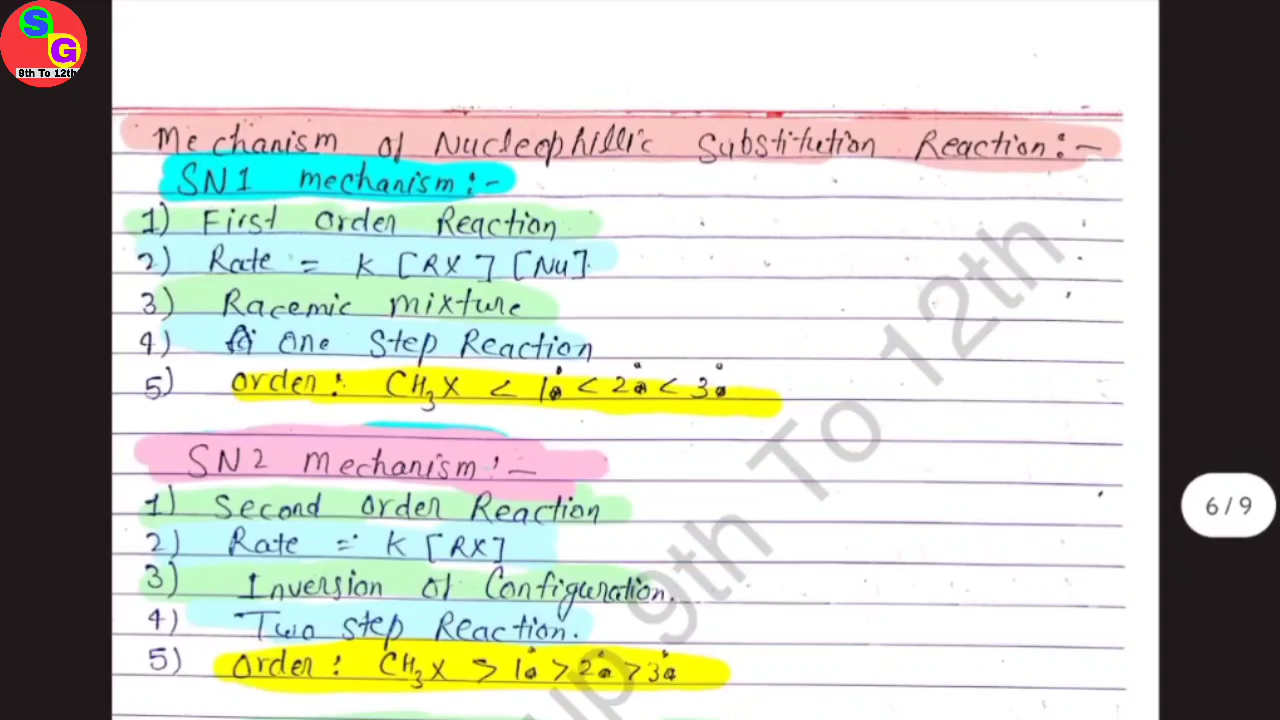 S
G
9th To 12th
Mechanism of Nucleophillic Substitution Reaction:-
SN1 mechanism:-
1) First Order Reaction
2) Rate = K [RX] [Nu]
3) Racemic mixture
4) One Step Reaction
5) Order: CH₃X < 1° < 2° < 3°
SN2 Mechanism:-
1) Second Order Reaction
2) Rate = K [RX]
3) Inversion of Configuration.
4) Two step Reaction.
5) Order: CH₃X > 1° > 2° > 3°
6/9
up 9th To 12th